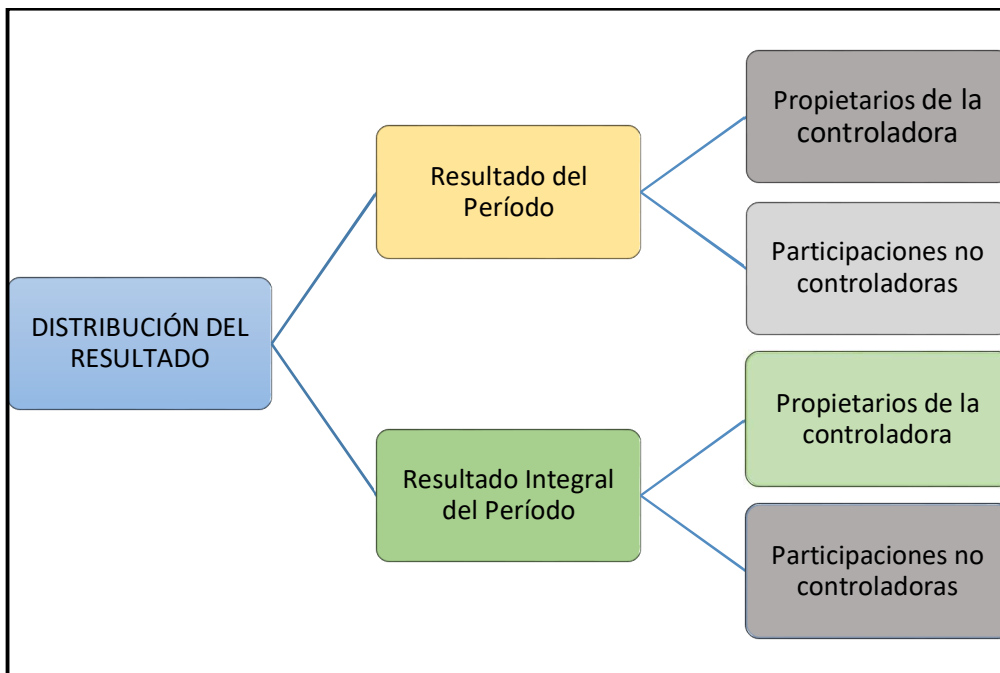 DISTRIBUCIÓN DEL
RESULTADO
Resultado del
Período
Propietarios de la
controladora
Participaciones no
controladoras
Resultado Integral
del Período
Propietarios de la
controladora
Participaciones no
controladoras